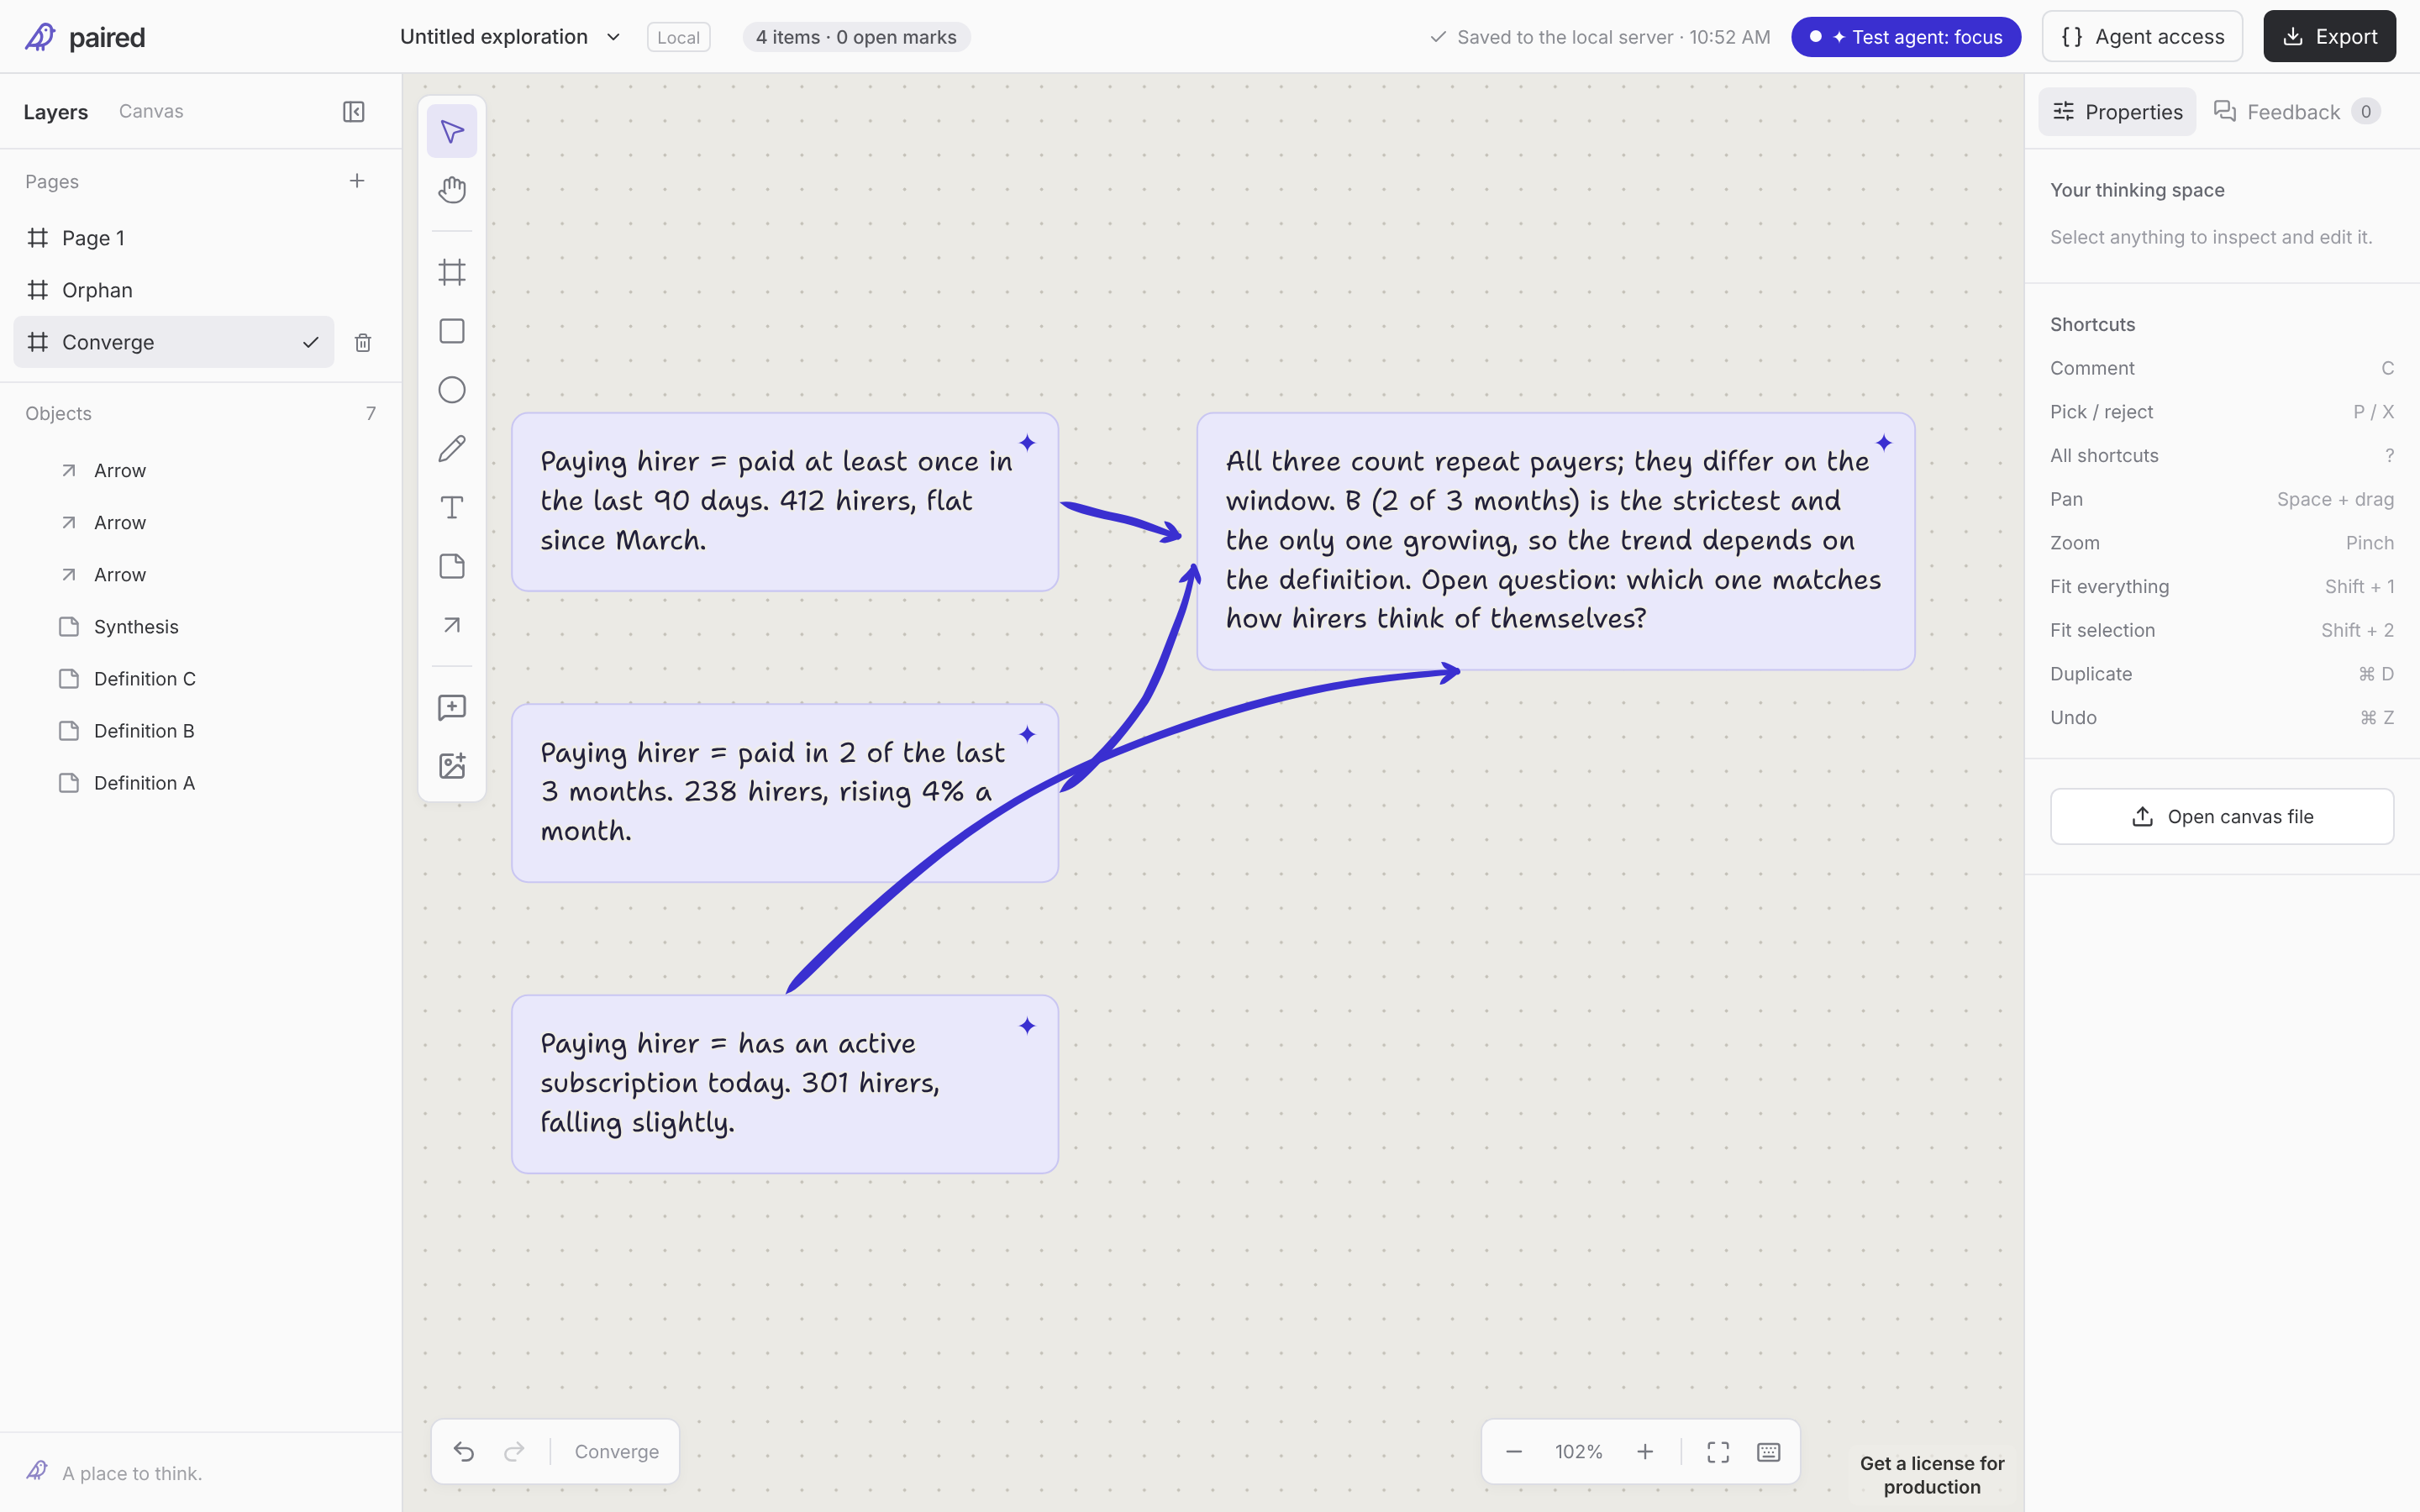 paired
Untitled exploration
Local
4 items · 0 open marks
Saved to the local server · 10:52 AM
Test agent: focus
Agent access
Export
Layers
Canvas
Pages
Page 1
Orphan
Converge
Objects
7
Arrow
Arrow
Arrow
Synthesis
Definition C
Definition B
Definition A
A place to think.
Paying hirer = paid at least once in
the last 90 days. 412 hirers, flat
since March.
All three count repeat payers; they differ on the
window. B (2 of 3 months) is the strictest and
the only one growing, so the trend depends on
the definition. Open question: which one matches
how hirers think of themselves?
Paying hirer = paid in 2 of the last
3 months. 238 hirers, rising 4% a
month.
Paying hirer = has an active
subscription today. 301 hirers,
falling slightly.
Converge
102%
Get a license for
production
Properties
Feedback
0
Your thinking space
Select anything to inspect and edit it.
Shortcuts
Comment C
Pick / reject P / X
All shortcuts ?
Pan Space + drag
Zoom Pinch
Fit everything Shift + 1
Fit selection Shift + 2
Duplicate ⌘ D
Undo ⌘ Z
Open canvas file